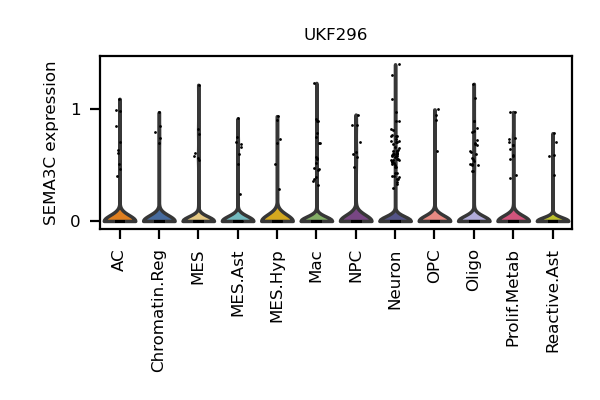 UKF296
SEMA3C expression
1
0
AC
Chromatin.Reg
MES
MES.Ast
MES.Hyp
Mac
NPC
Neuron
OPC
Oligo
Prolif.Metab
Reactive.Ast